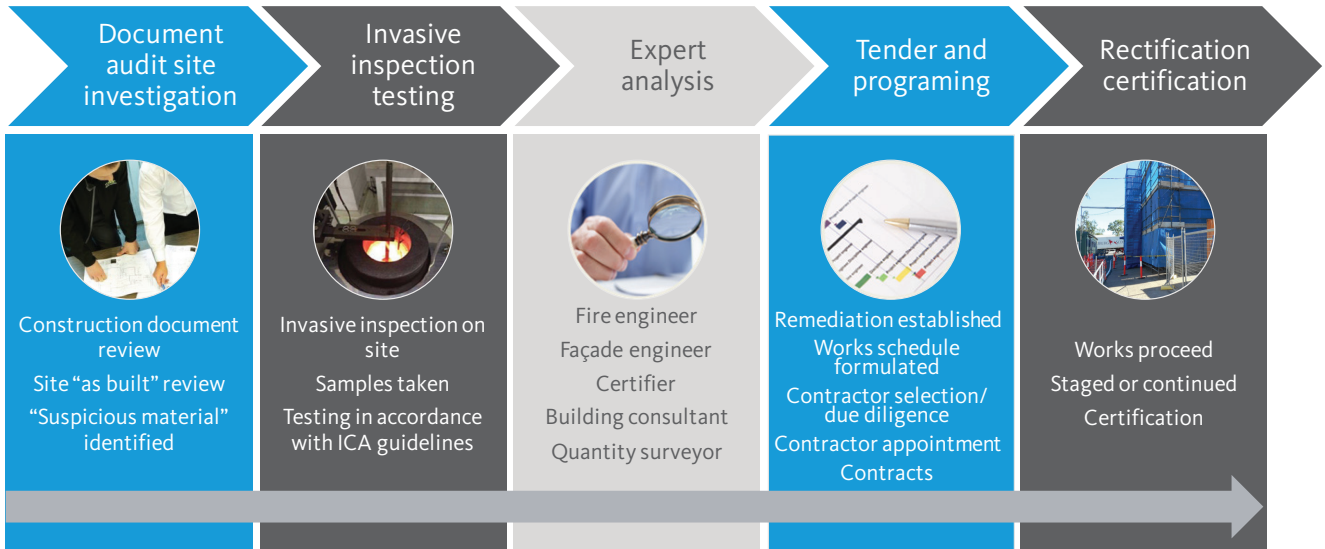 Document
audit site
investigation
Invasive
inspection
testing
Expert
analysis
Tender and
programing
Rectification
certification
Construction document
review
Site “as built” review
“Suspicious material”
identified
Invasive inspection on
site
Samples taken
Testing in accordance
with ICA guidelines
Fire engineer
Façade engineer
Certifier
Building consultant
Quantity surveyor
Remediation established
Works schedule
formulated
Contractor selection/
due diligence
Contractor appointment
Contracts
Works proceed
Staged or continued
Certification